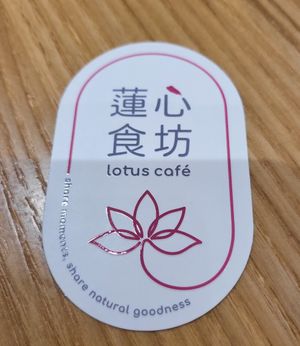 蓮心
食坊
lotus café
share moments, share natural goodness